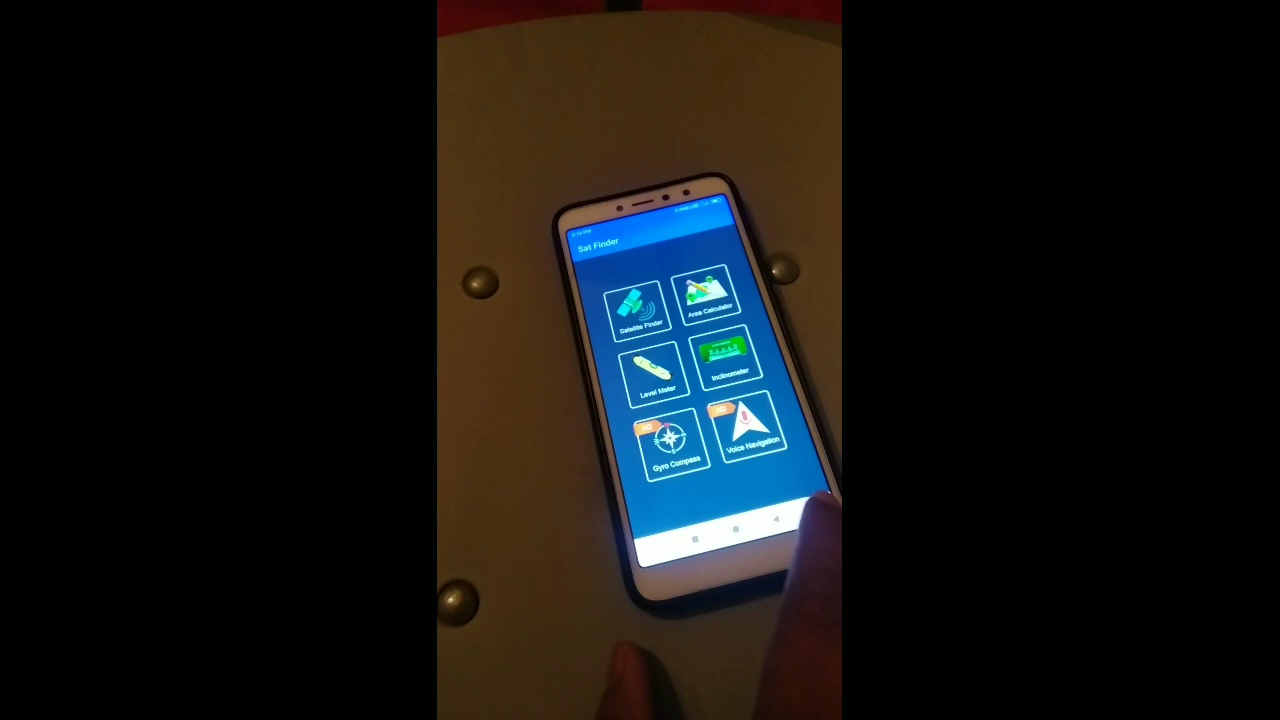 Sat Finder
Satellite Finder
Area Calculator
Level Meter
Inclinometer
AD
Gyro Compass
AD
Voice Navigation